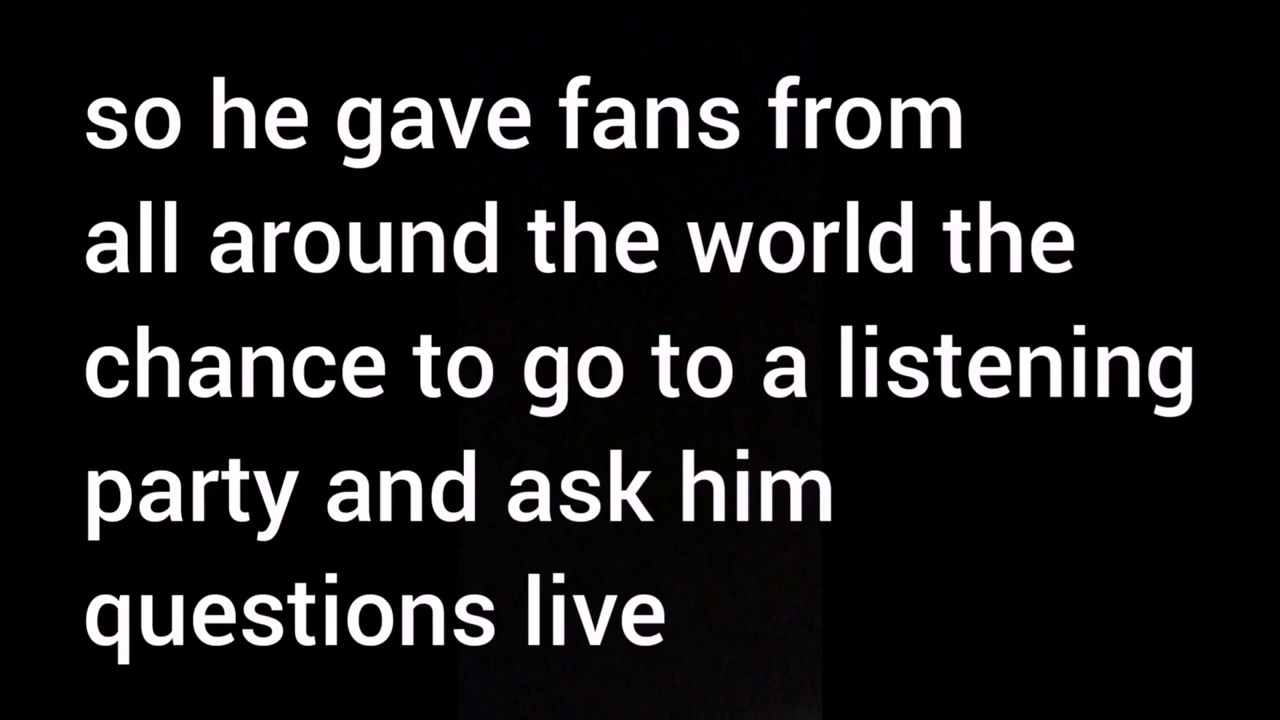 so he gave fans from
all around the world the
chance to go to a listening
party and ask him
questions live